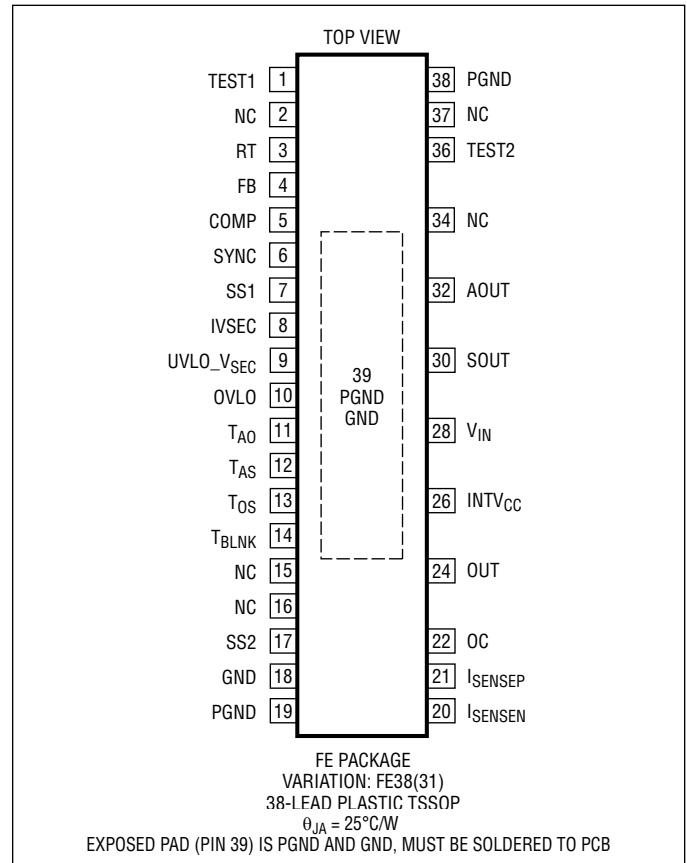 TOP VIEW
TEST1 1
NC 2
RT 3
FB 4
COMP 5
SYNC 6
SS1 7
IVSEC 8
UVLO_VSEC 9
OVLO 10
TAO 11
TAS 12
TOS 13
TBLNK 14
NC 15
NC 16
SS2 17
GND 18
PGND 19
39
PGND
GND
38 PGND
37 NC
36 TEST2
34 NC
32 AOUT
30 SOUT
28 VIN
26 INTVCC
24 OUT
22 OC
21 ISENSEP
20 ISENSEN
FE PACKAGE
VARIATION: FE38(31)
38-LEAD PLASTIC TSSOP
θJA = 25°C/W
EXPOSED PAD (PIN 39) IS PGND AND GND, MUST BE SOLDERED TO PCB